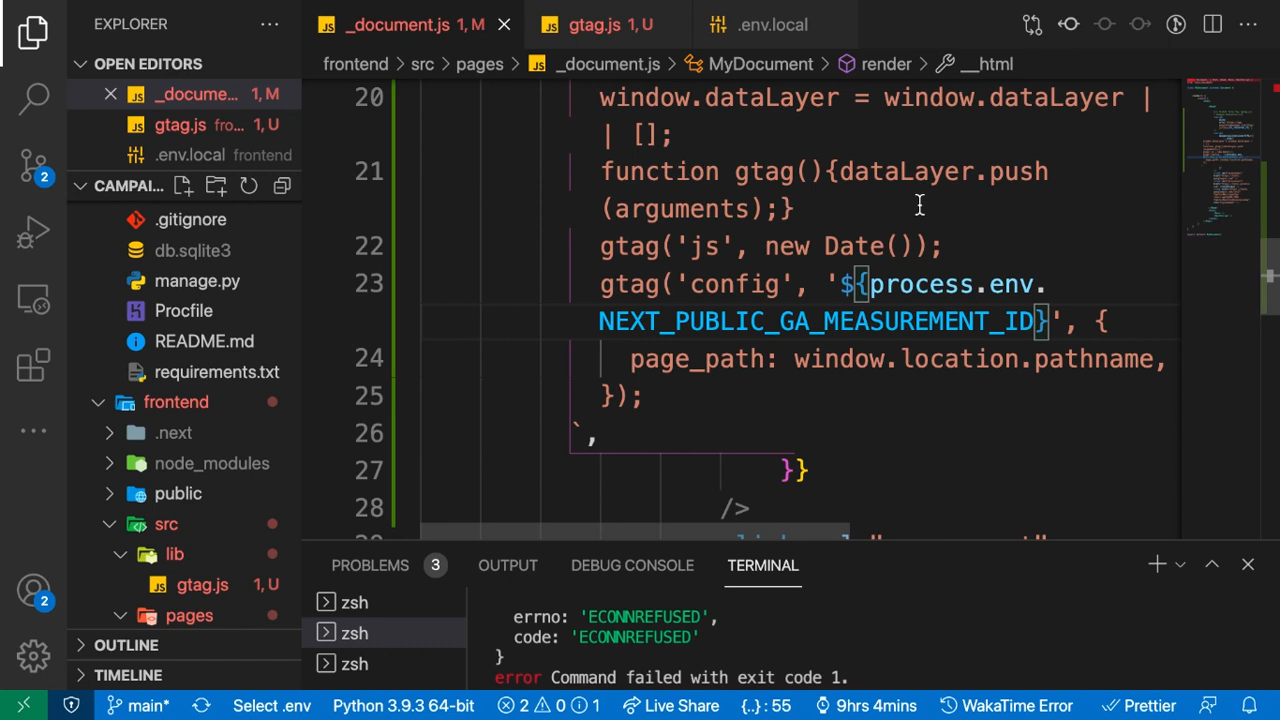 EXPLORER ···
_document.js 1, M
gtag.js 1, U
.env.local
···
OPEN EDITORS
_docume... 1, M
gtag.js fro... 1, U
.env.local frontend
CAMPAI...
.gitignore
db.sqlite3
manage.py
Procfile
README.md
requirements.txt
frontend
.next
node_modules
public
src
lib
gtag.js 1, U
pages
OUTLINE
TIMELINE
2
2
frontend > src > pages > _document.js > MyDocument > render > __html
20 window.dataLayer = window.dataLayer |
| [];
21 function gtag(){dataLayer.push
(arguments);}
22 gtag('js', new Date());
23 gtag('config', '${process.env.
NEXT_PUBLIC_GA_MEASUREMENT_ID}', {
24 page_path: window.location.pathname,
25 });
26 `,
27 }}
28 />
PROBLEMS 3 OUTPUT DEBUG CONSOLE TERMINAL
zsh
zsh
zsh
errno: 'ECONNREFUSED',
code: 'ECONNREFUSED'
}
error Command failed with exit code 1.
main* Select .env Python 3.9.3 64-bit 2 0 1 Live Share {..}: 55 9hrs 4mins WakaTime Error Prettier